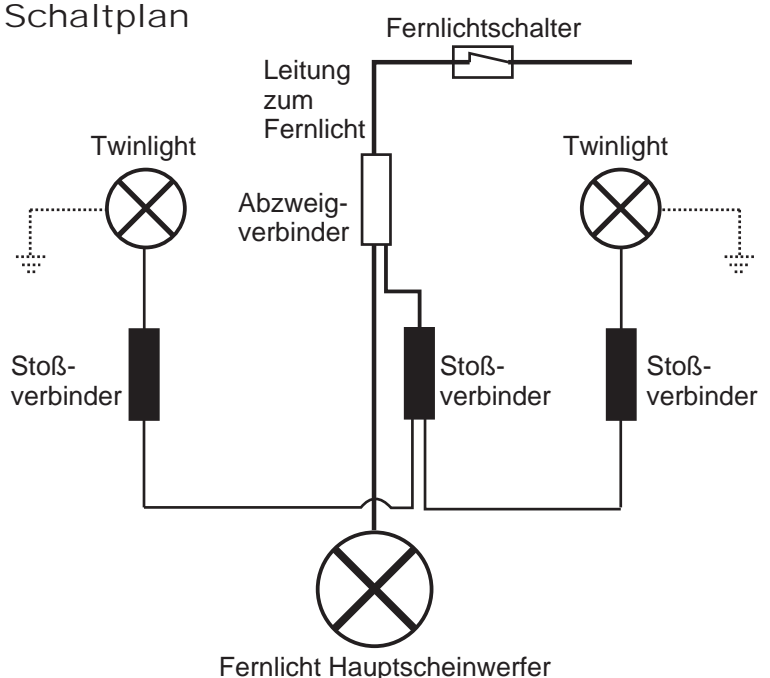 Schaltplan
Fernlichtschalter
Leitung
zum
Fernlicht
Twinlight
Twinlight
Abzweig-
verbinder
Stoß-
verbinder
Stoß-
verbinder
Stoß-
verbinder
Fernlicht Hauptscheinwerfer